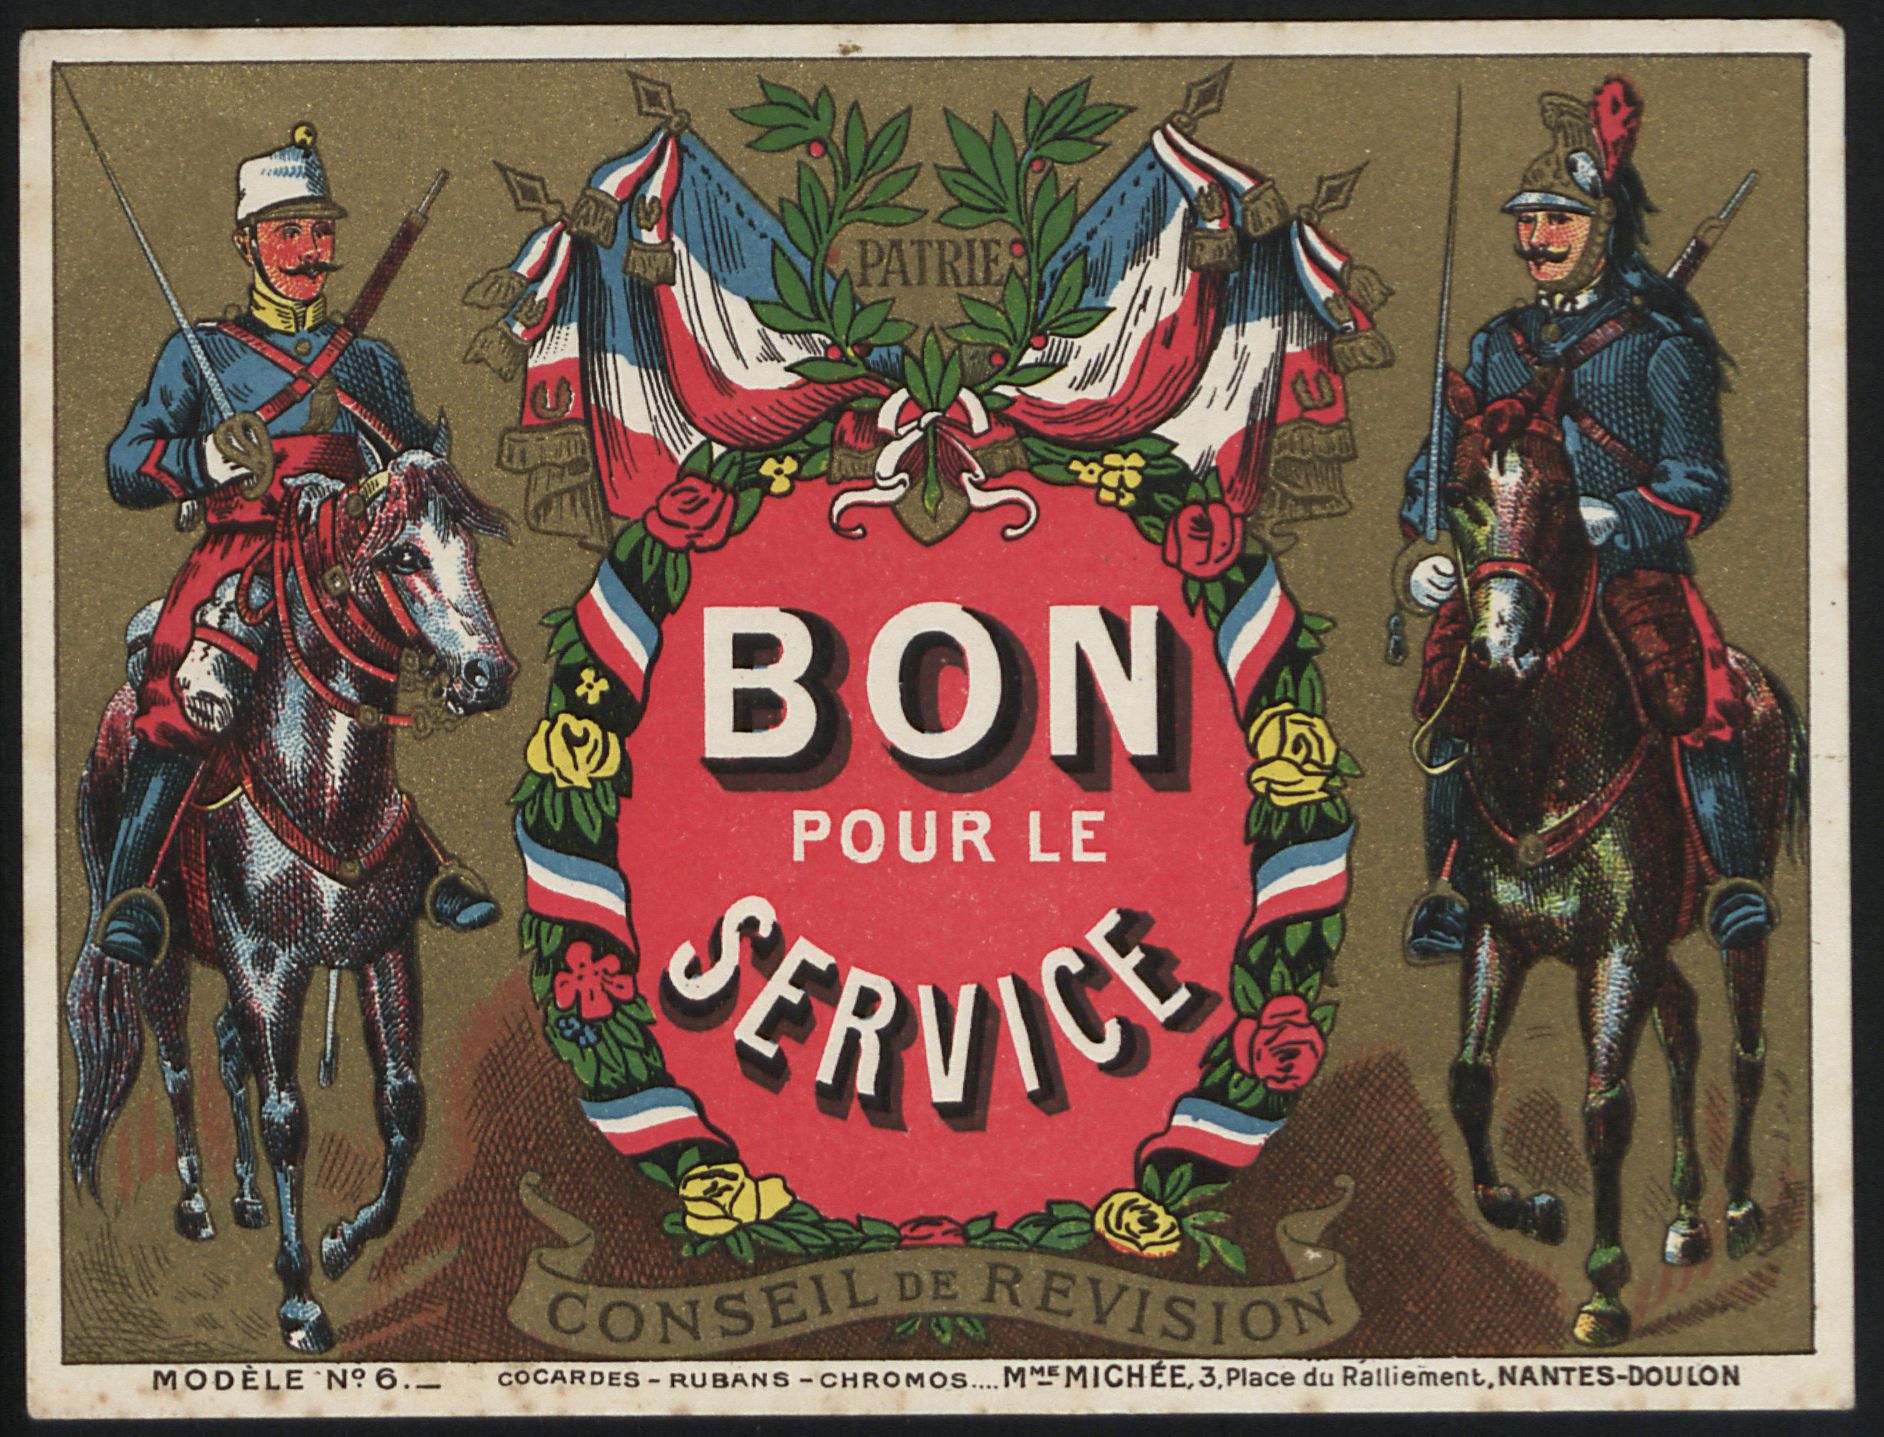 PATRIE
BON
POUR LE
SERVICE
CONSEIL DE REVISION
MODÈLE Nº 6._ COCARDES - RUBANS - CHROMOS.... MME MICHÉE, 3, Place du Ralliement, NANTES-DOULON